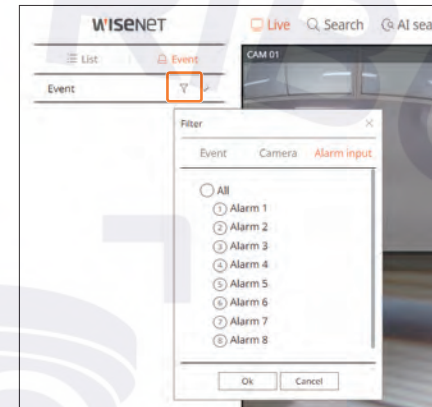 WISENET
Live Search AI sea
List Event
CAM 01
Event
Filter
Event Camera Alarm input
All
1 Alarm 1
2 Alarm 2
3 Alarm 3
4 Alarm 4
5 Alarm 5
6 Alarm 6
7 Alarm 7
8 Alarm 8
Ok Cancel